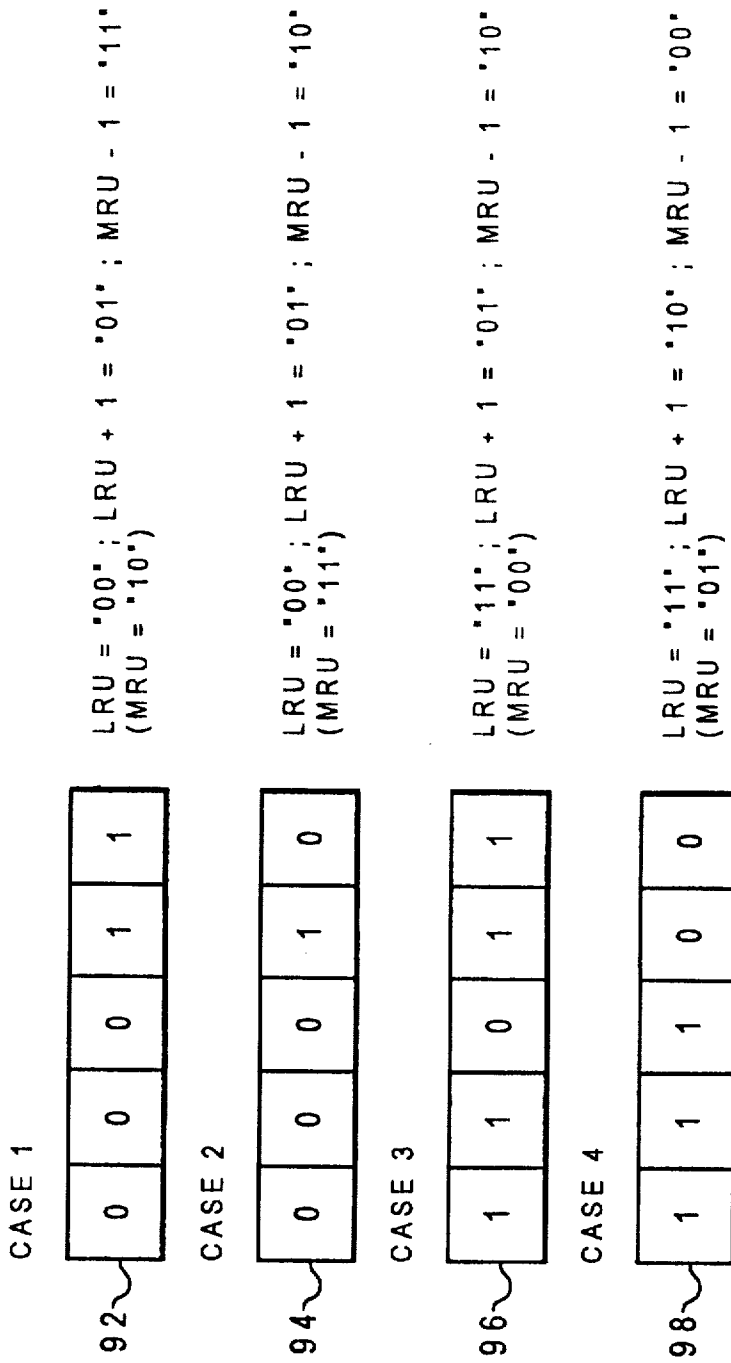 CASE 1
92 0 0 0 1 1 LRU = "00" ; LRU + 1 = "01" ; MRU - 1 = "11"
(MRU = "10")
CASE 2
94 0 0 0 1 0 LRU = "00" ; LRU + 1 = "01" ; MRU - 1 = "10"
(MRU = "11")
CASE 3
96 1 1 0 1 1 LRU = "11" ; LRU + 1 = "01" ; MRU - 1 = "10"
(MRU = "00")
CASE 4
98 1 1 1 0 0 LRU = "11" ; LRU + 1 = "10" ; MRU - 1 = "00"
(MRU = "01")